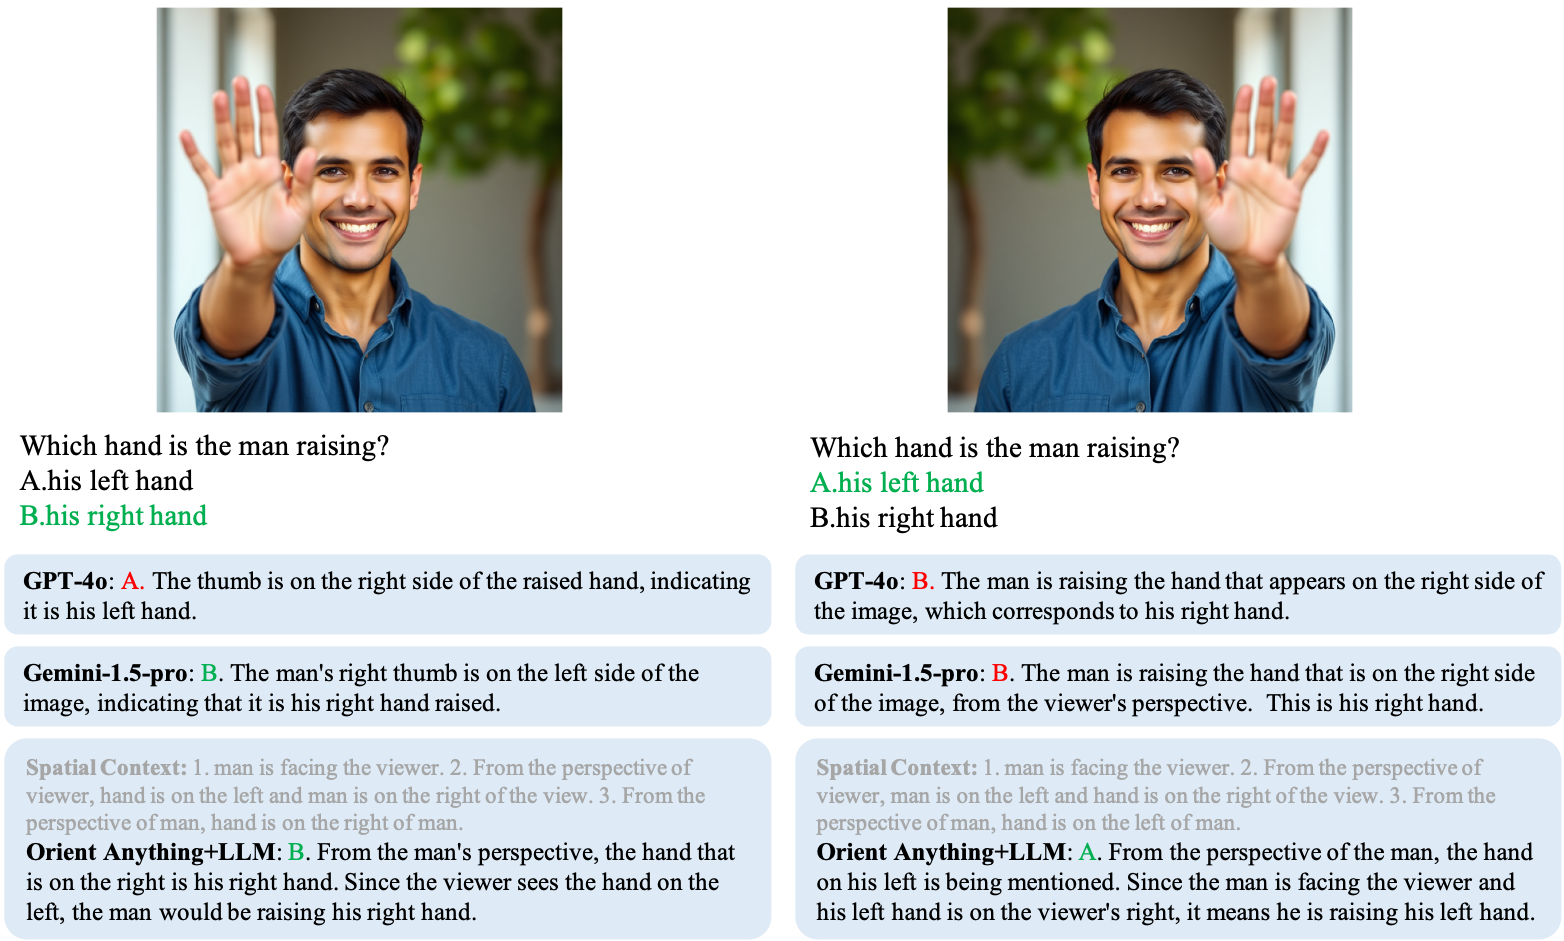 Which hand is the man raising?
A.his left hand
B.his right hand
GPT-4o: A. The thumb is on the right side of the raised hand, indicating
it is his left hand.
Gemini-1.5-pro: B. The man's right thumb is on the left side of the
image, indicating that it is his right hand raised.
Spatial Context: 1. man is facing the viewer. 2. From the perspective of
viewer, hand is on the left and man is on the right of the view. 3. From the
perspective of man, hand is on the right of man.
Orient Anything+LLM: B. From the man's perspective, the hand that
is on the right is his right hand. Since the viewer sees the hand on the
left, the man would be raising his right hand.
Which hand is the man raising?
A.his left hand
B.his right hand
GPT-4o: B. The man is raising the hand that appears on the right side of
the image, which corresponds to his right hand.
Gemini-1.5-pro: B. The man is raising the hand that is on the right side
of the image, from the viewer's perspective.  This is his right hand.
Spatial Context: 1. man is facing the viewer. 2. From the perspective of
viewer, man is on the left and hand is on the right of the view. 3. From the
perspective of man, hand is on the left of man.
Orient Anything+LLM: A. From the perspective of the man, the hand
on his left is being mentioned. Since the man is facing the viewer and
his left hand is on the viewer's right, it means he is raising his left hand.